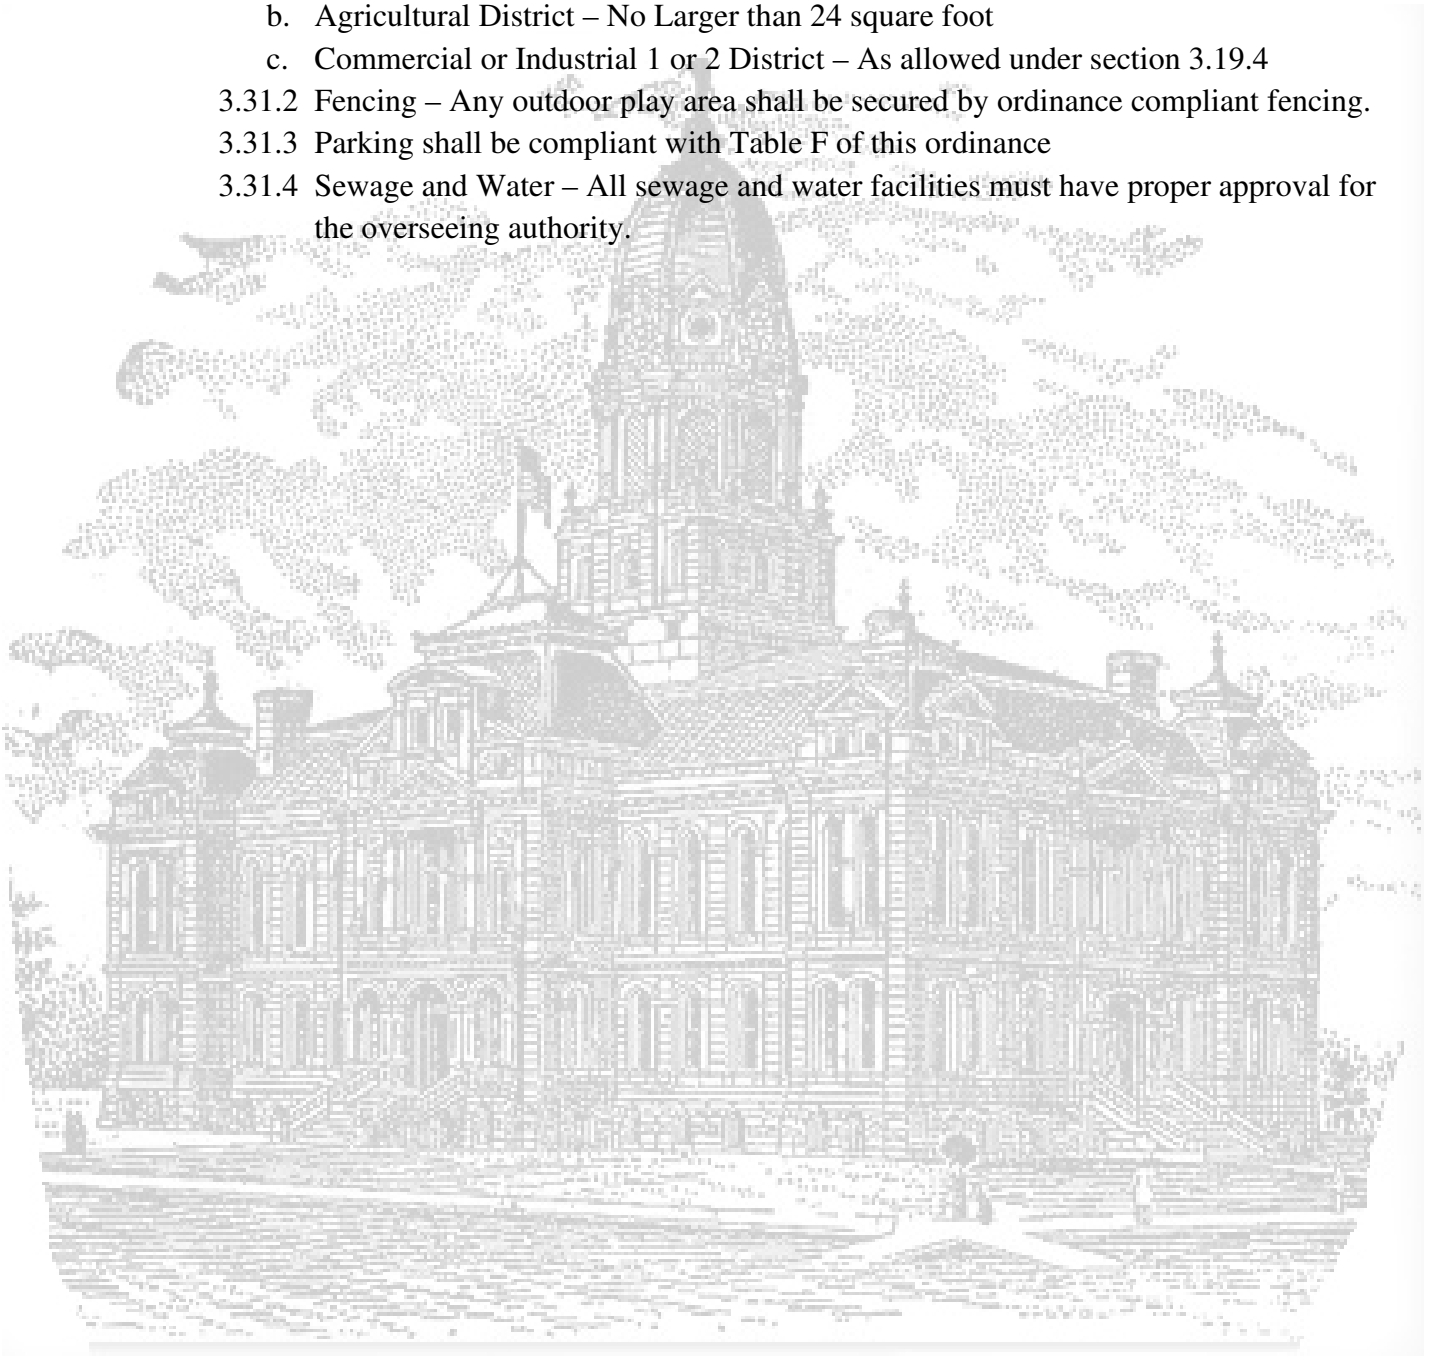 b. Agricultural District – No Larger than 24 square foot
c. Commercial or Industrial 1 or 2 District – As allowed under section 3.19.4
3.31.2 Fencing – Any outdoor play area shall be secured by ordinance compliant fencing.
3.31.3 Parking shall be compliant with Table F of this ordinance
3.31.4 Sewage and Water – All sewage and water facilities must have proper approval for
the overseeing authority.